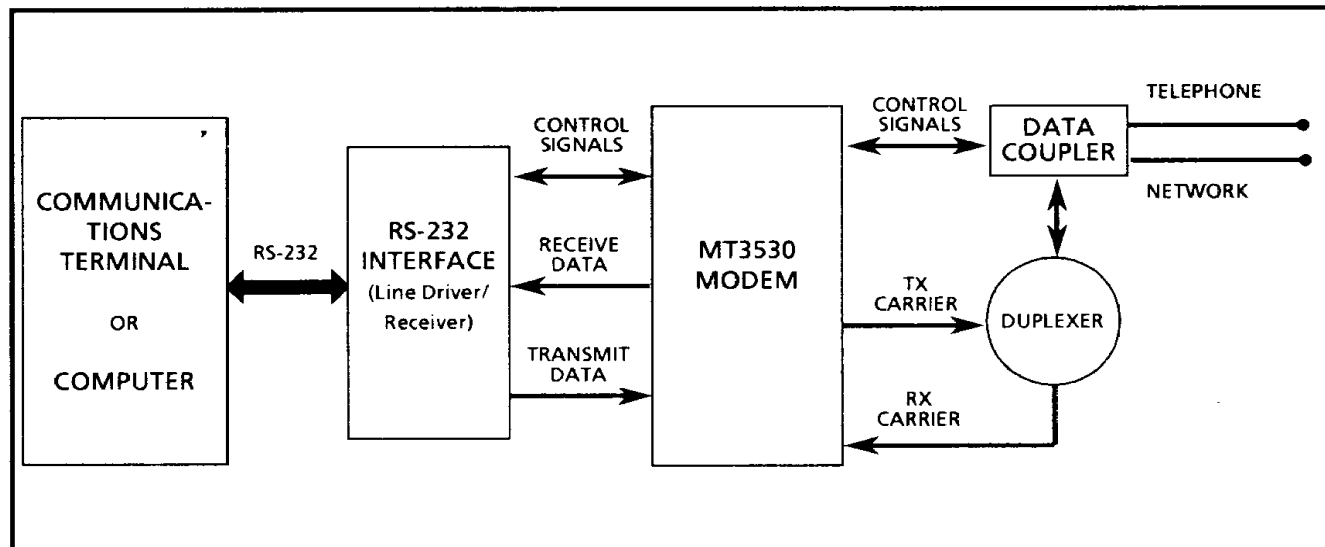 COMMUNICA-
TIONS
TERMINAL
OR
COMPUTER
RS-232
RS-232
INTERFACE
(Line Driver/
Receiver)
CONTROL
SIGNALS
RECEIVE
DATA
TRANSMIT
DATA
MT3530
MODEM
CONTROL
SIGNALS
TX
CARRIER
RX
CARRIER
DATA
COUPLER
DUPLEXER
TELEPHONE
NETWORK